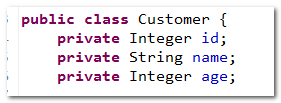 public class Customer {
    private Integer id;
    private String name;
    private Integer age;